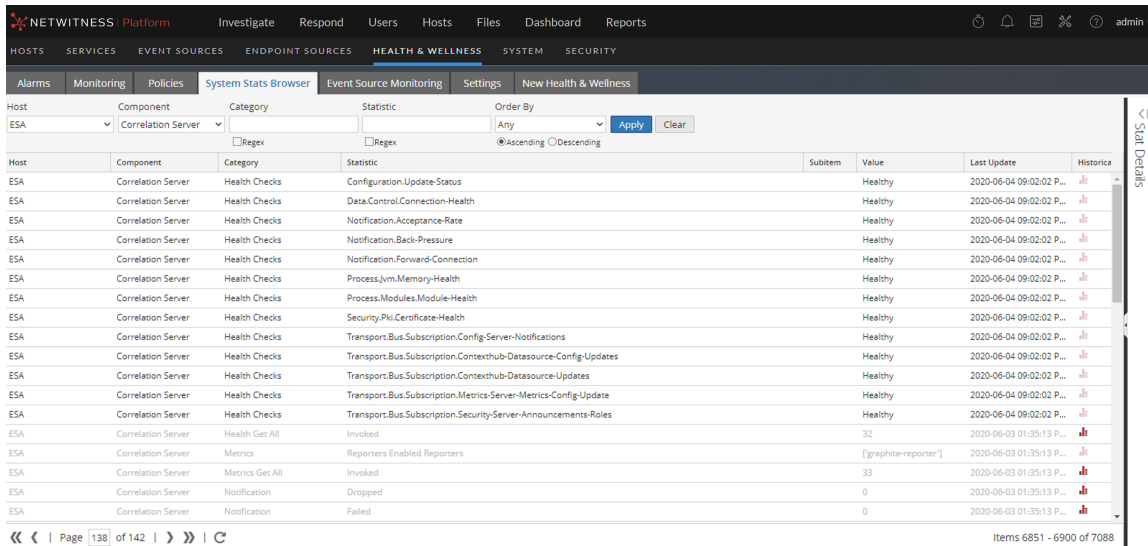 NETWITNESS Platform Investigate Respond Users Hosts Files Dashboard Reports admin
HOSTS SERVICES EVENT SOURCES ENDPOINT SOURCES HEALTH & WELLNESS SYSTEM SECURITY
Alarms Monitoring Policies System Stats Browser Event Source Monitoring Settings New Health & Wellness
Host Component Category Statistic Order By
ESA Correlation Server Any Apply Clear
Regex Regex Ascending Descending
Stat Details
Host Component Category Statistic Subitem Value Last Update Historica
ESA Correlation Server Health Checks Configuration.Update-Status Healthy 2020-06-04 09:02:02 P...
ESA Correlation Server Health Checks Data.Control.Connection-Health Healthy 2020-06-04 09:02:02 P...
ESA Correlation Server Health Checks Notification.Acceptance-Rate Healthy 2020-06-04 09:02:02 P...
ESA Correlation Server Health Checks Notification.Back-Pressure Healthy 2020-06-04 09:02:02 P...
ESA Correlation Server Health Checks Notification.Forward-Connection Healthy 2020-06-04 09:02:02 P...
ESA Correlation Server Health Checks Process.Jvm.Memory-Health Healthy 2020-06-04 09:02:02 P...
ESA Correlation Server Health Checks Process.Modules.Module-Health Healthy 2020-06-04 09:02:02 P...
ESA Correlation Server Health Checks Security.Pki.Certificate-Health Healthy 2020-06-04 09:02:02 P...
ESA Correlation Server Health Checks Transport.Bus.Subscription.Config-Server-Notifications Healthy 2020-06-04 09:02:02 P...
ESA Correlation Server Health Checks Transport.Bus.Subscription.Contexthub-Datasource-Config-Updates Healthy 2020-06-04 09:02:02 P...
ESA Correlation Server Health Checks Transport.Bus.Subscription.Contexthub-Datasource-Updates Healthy 2020-06-04 09:02:02 P...
ESA Correlation Server Health Checks Transport.Bus.Subscription.Metrics-Server-Metrics-Config-Update Healthy 2020-06-04 09:02:02 P...
ESA Correlation Server Health Checks Transport.Bus.Subscription.Security-Server-Announcements-Roles Healthy 2020-06-04 09:02:02 P...
ESA Correlation Server Health Get All Invoked 32 2020-06-03 01:35:13 P...
ESA Correlation Server Metrics Reporters Enabled Reporters ['graphite-reporter'] 2020-06-03 01:35:13 P...
ESA Correlation Server Metrics Get All Invoked 33 2020-06-03 01:35:13 P...
ESA Correlation Server Notification Dropped 0 2020-06-03 01:35:13 P...
ESA Correlation Server Notification Failed 0 2020-06-03 01:35:13 P...
Page 138 of 142 Items 6851 - 6900 of 7088